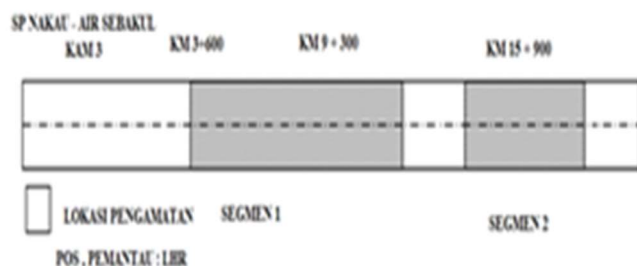 SP NAKAU - AIR SEBAKUL
KAM 3
KM 3+600
KM 9 + 300
KM 15 + 900
LOKASI PENGAMATAN
SEGMEN 1
SEGMEN 2
POS . PEMANTAU : LHR